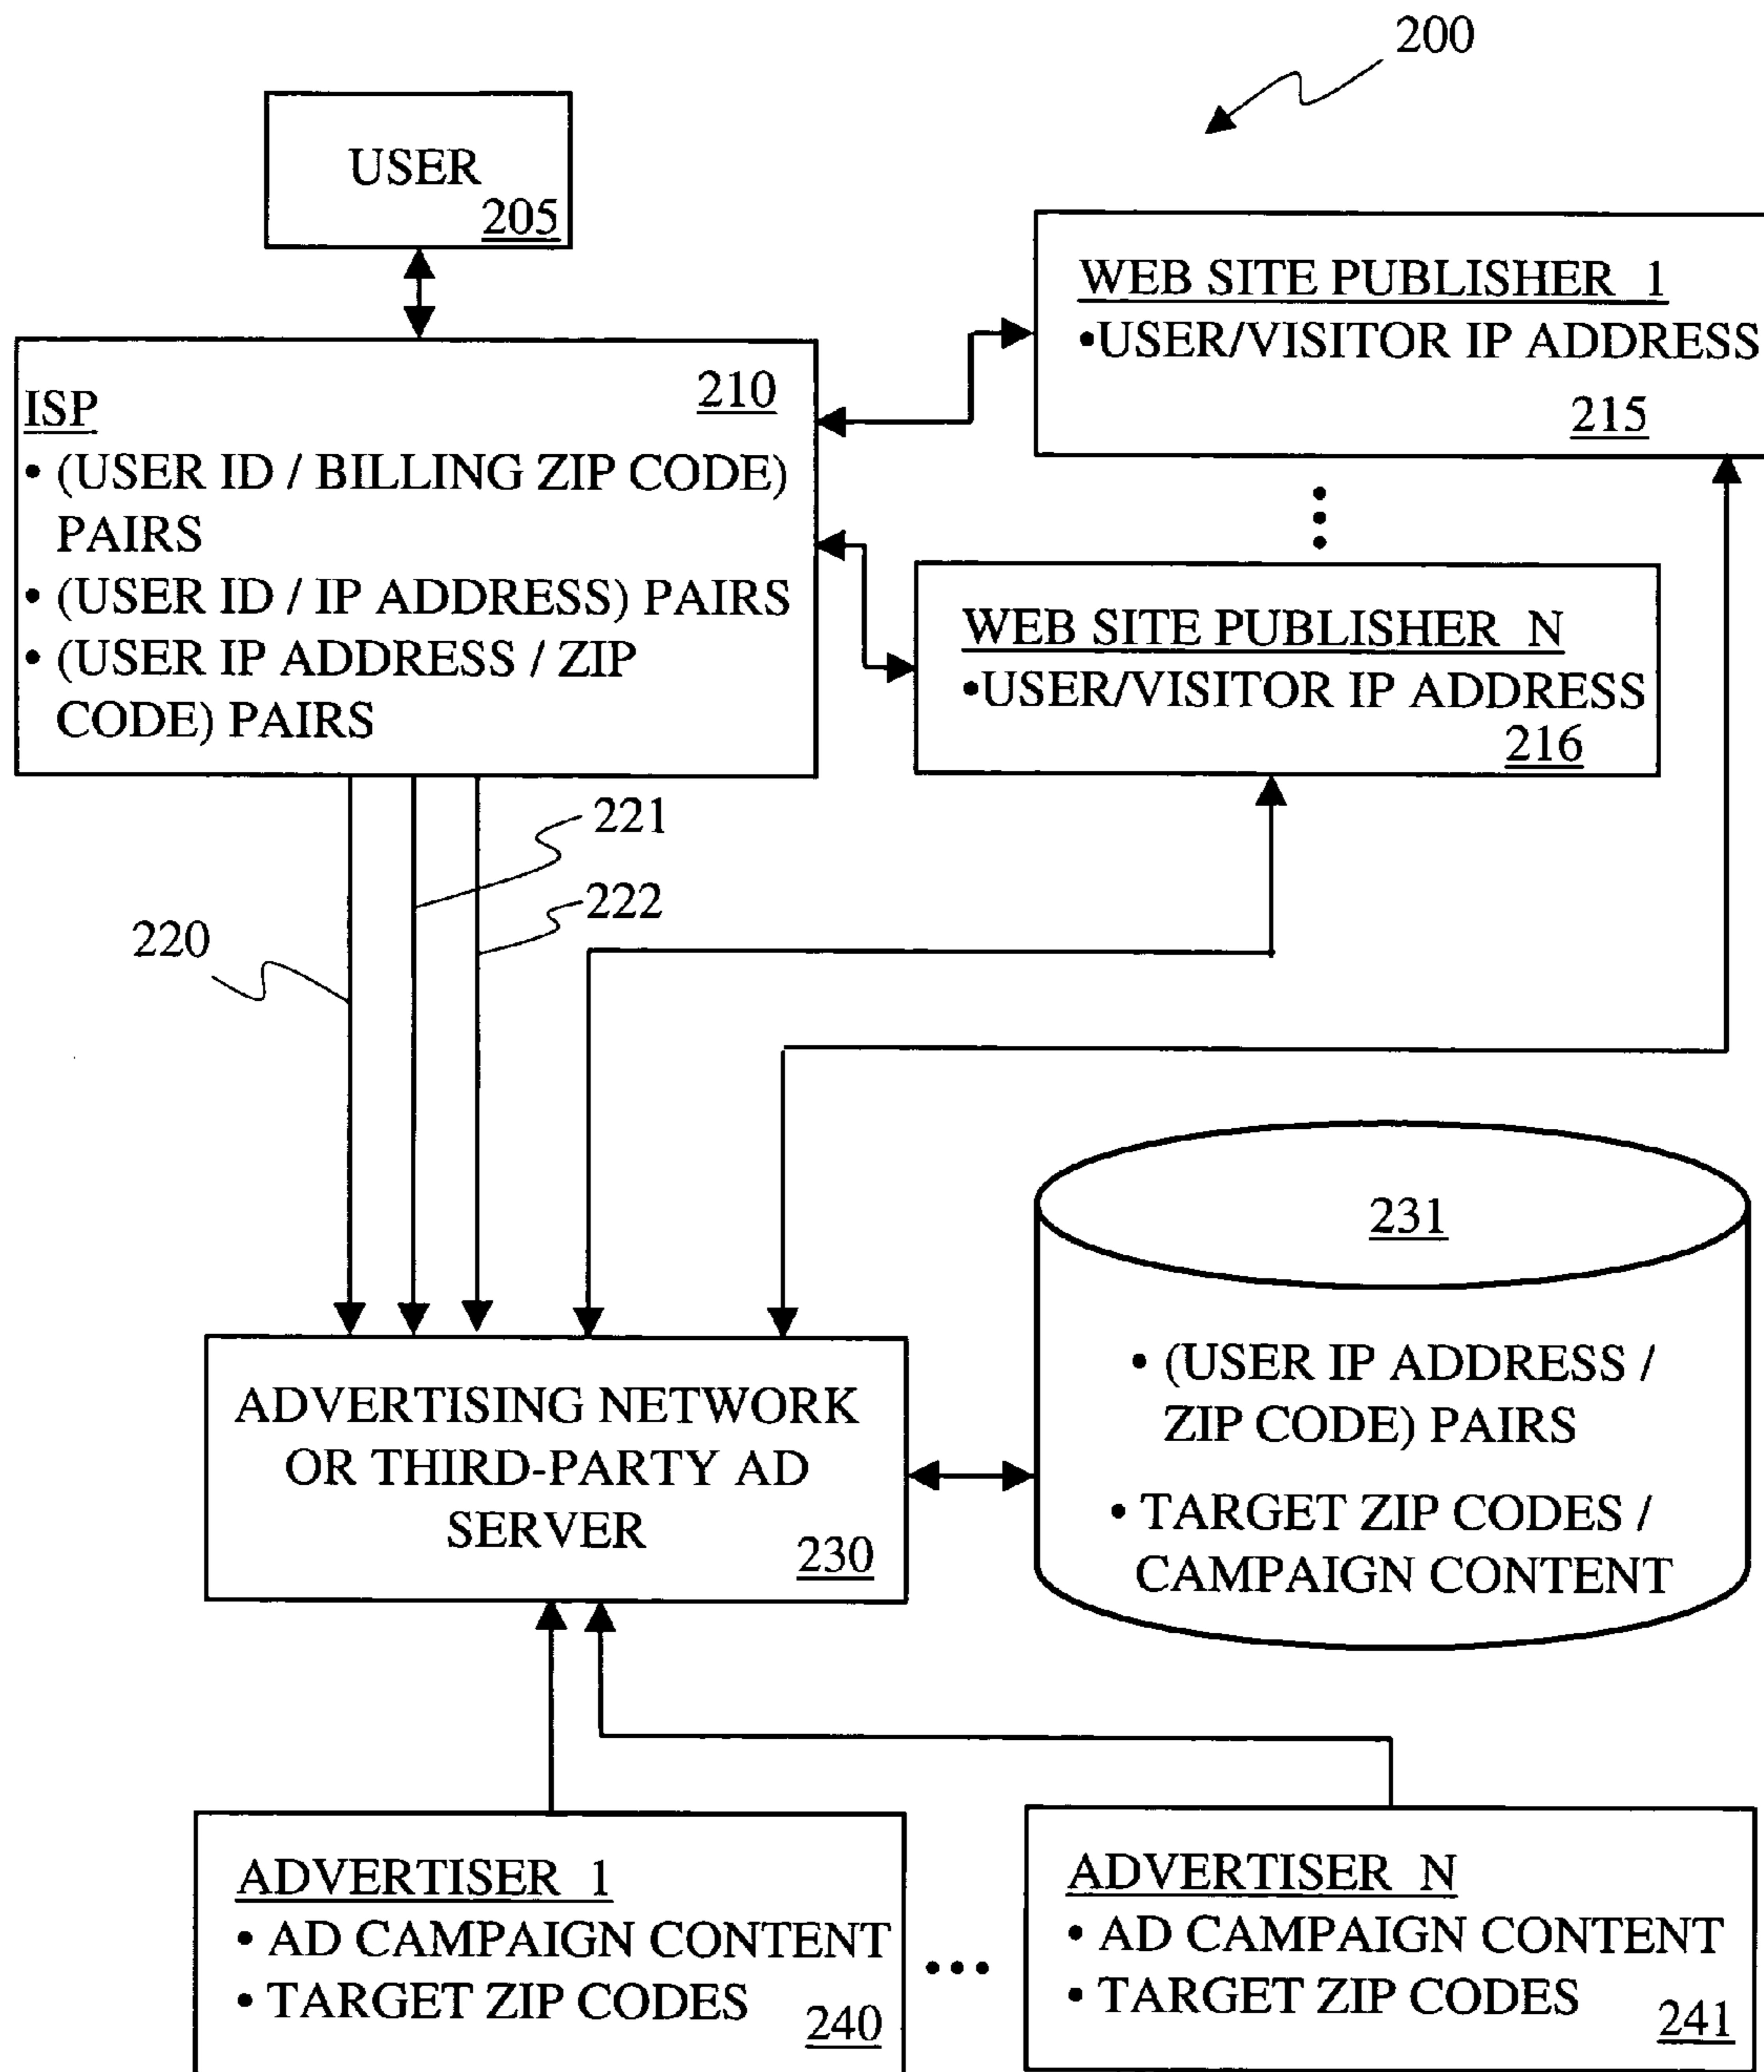 200
USER
205
WEB SITE PUBLISHER 1
•USER/VISITOR IP ADDRESS
215
210
ISP
• (USER ID / BILLING ZIP CODE)
PAIRS
• (USER ID / IP ADDRESS) PAIRS
• (USER IP ADDRESS / ZIP
CODE) PAIRS
WEB SITE PUBLISHER N
•USER/VISITOR IP ADDRESS
216
221
222
220
231
• (USER IP ADDRESS /
ZIP CODE) PAIRS
• TARGET ZIP CODES /
CAMPAIGN CONTENT
ADVERTISING NETWORK
OR THIRD-PARTY AD
SERVER
230
ADVERTISER 1
• AD CAMPAIGN CONTENT
• TARGET ZIP CODES
240
ADVERTISER N
• AD CAMPAIGN CONTENT
• TARGET ZIP CODES
241